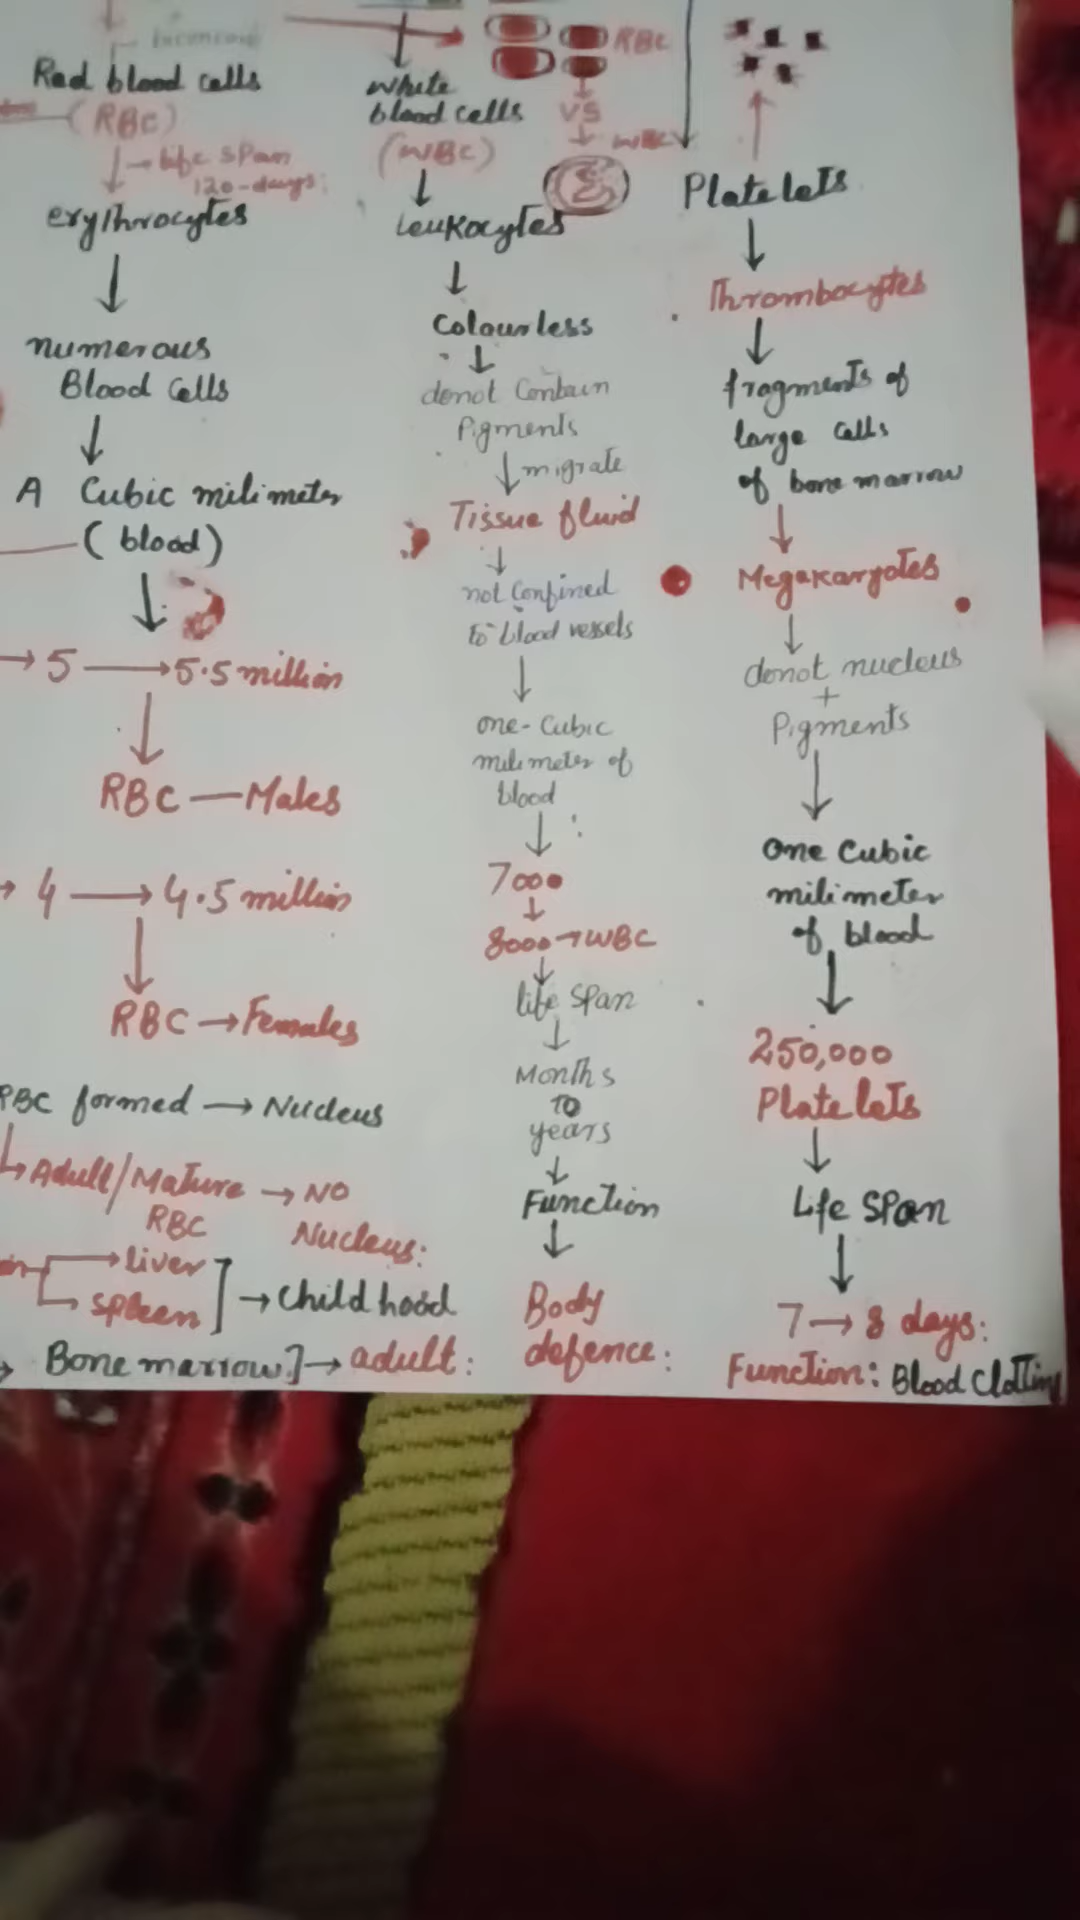 Red blood cells
(RBC)
life span
120-days:
erythrocytes
numerous
Blood Cells
A Cubic milimeter
(blood)
5 → 5.5 million
RBC — Males
4 → 4.5 million
RBC → Females
RBC formed → Nucleus
Adult/Mature → NO
RBC Nucleus:
liver
spleen
→ Child hood
Bone marrow] → adult:
White
blood cells
(WBC)
RBC
VS
WBC
Leukocytes
Colourless
donot Contain
Pigments
migrate
Tissue fluid
not Confined
to blood vessels
one-Cubic
milimeter of
blood
7000
8000 → WBC
life span
Months
TO
years
Function
Body
defence:
Platelets
Thrombocytes
fragments of
large cells
of bone marrow
Megakaryotes
donot nucleus
+
Pigments
One Cubic
milimeter
of blood
250,000
Platelets
Life Span
7 → 8 days:
Function: Blood Clotting